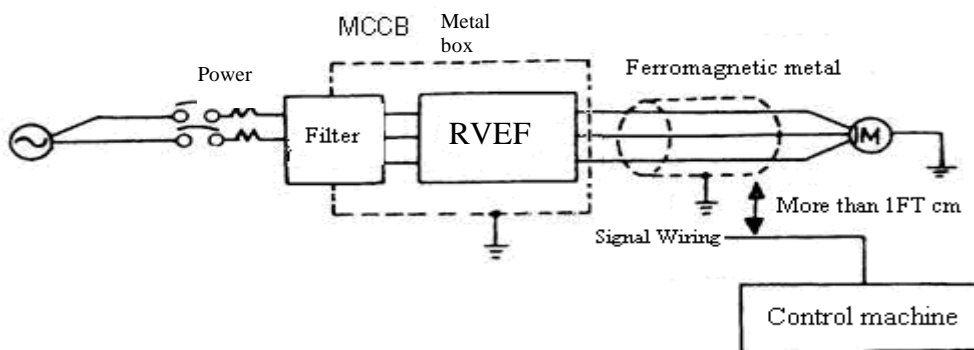 MCCB
Metal
box
Power
Ferromagnetic metal
Filter
RVEF
M
More than 1FT cm
Signal Wiring
Control machine